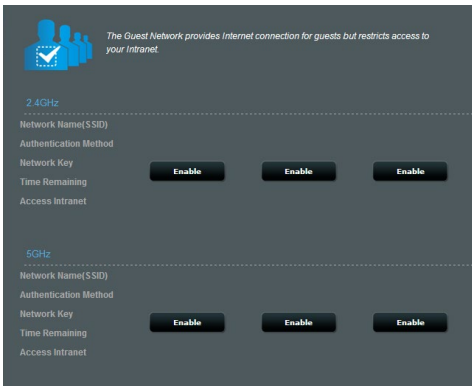 The Guest Network provides Internet connection for guests but restricts access to
your Intranet.
2.4GHz
Network Name(SSID)
Authentication Method
Network Key
Enable Enable Enable
Time Remaining
Access Intranet
5GHz
Network Name(SSID)
Authentication Method
Network Key
Enable Enable Enable
Time Remaining
Access Intranet